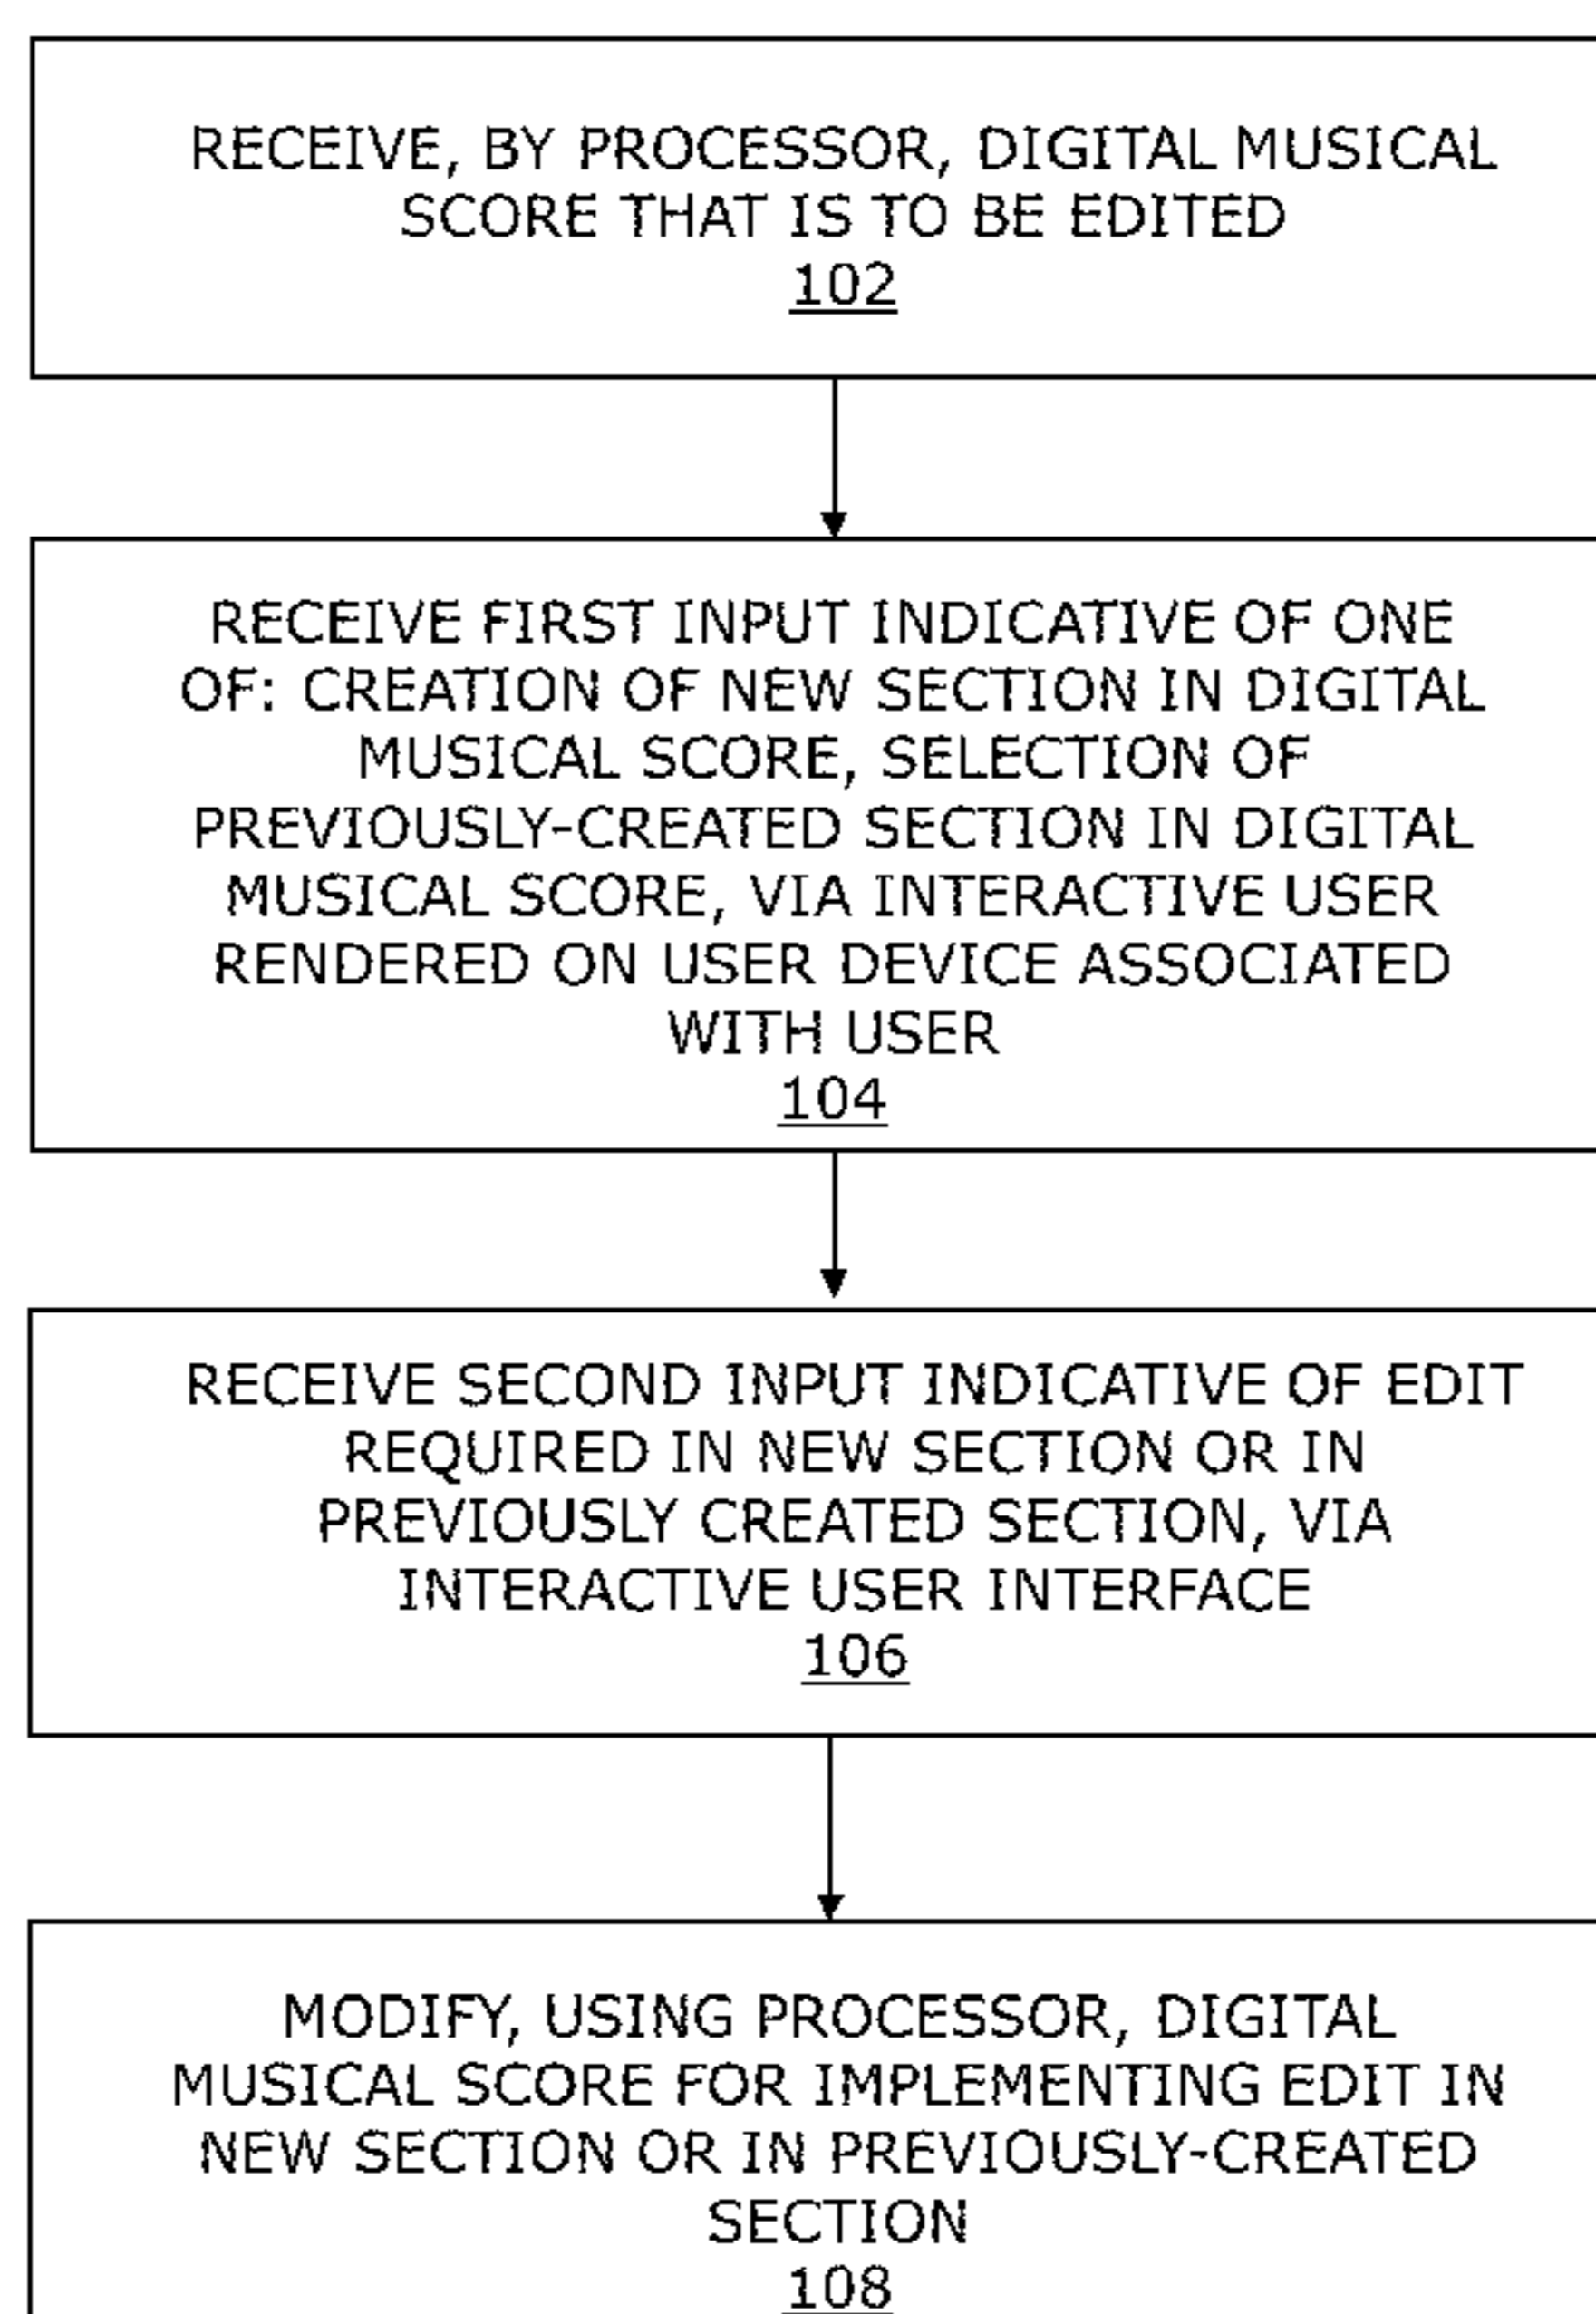 RECEIVE, BY PROCESSOR, DIGITAL MUSICAL
SCORE THAT IS TO BE EDITED
102
RECEIVE FIRST INPUT INDICATIVE OF ONE
OF: CREATION OF NEW SECTION IN DIGITAL
MUSICAL SCORE, SELECTION OF
PREVIOUSLY-CREATED SECTION IN DIGITAL
MUSICAL SCORE, VIA INTERACTIVE USER
RENDERED ON USER DEVICE ASSOCIATED
WITH USER
104
RECEIVE SECOND INPUT INDICATIVE OF EDIT
REQUIRED IN NEW SECTION OR IN
PREVIOUSLY CREATED SECTION, VIA
INTERACTIVE USER INTERFACE
106
MODIFY, USING PROCESSOR, DIGITAL
MUSICAL SCORE FOR IMPLEMENTING EDIT IN
NEW SECTION OR IN PREVIOUSLY-CREATED
SECTION
108